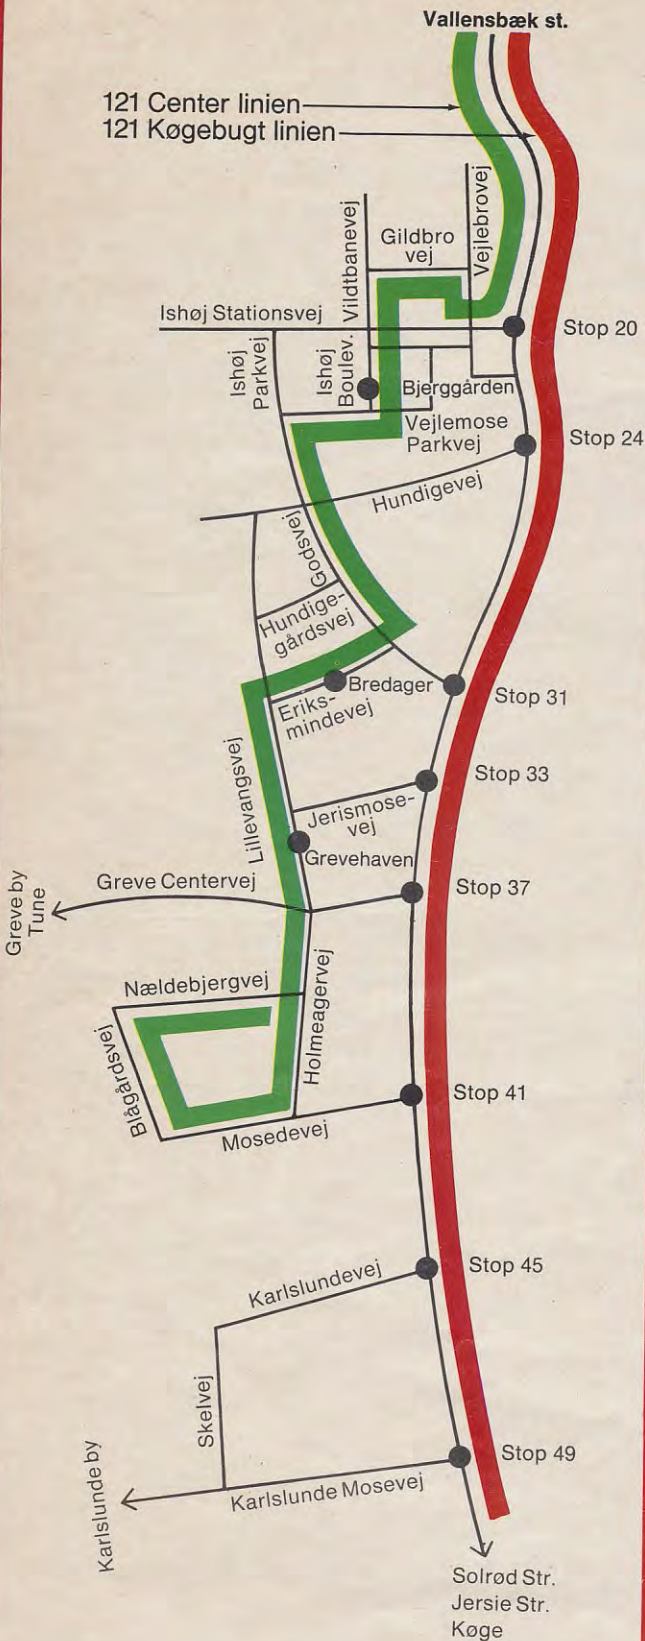 Vallensbæk st.
121 Center linien
121 Køgebugt linien
Vejlebrovej
Vildtbanevej
Gildbro
vej
Ishøj Stationsvej
Stop 20
Ishøj
Parkvej
Ishøj
Boulev.
Bjerggården
Vejlemose
Parkvej
Stop 24
Hundigevej
Godsvej
Hundige-
gårdsvej
Bredager
Stop 31
Eriks-
mindevej
Lillevangsvej
Stop 33
Jerismose-
vej
Grevehaven
Greve Centervej
Stop 37
Greve by
Tune
Nældebjergvej
Holmeagervej
Blågårdsvej
Stop 41
Mosedevej
Stop 45
Karlslundevej
Skelvej
Stop 49
Karlslunde by
Karlslunde Mosevej
Solrød Str.
Jersie Str.
Køge